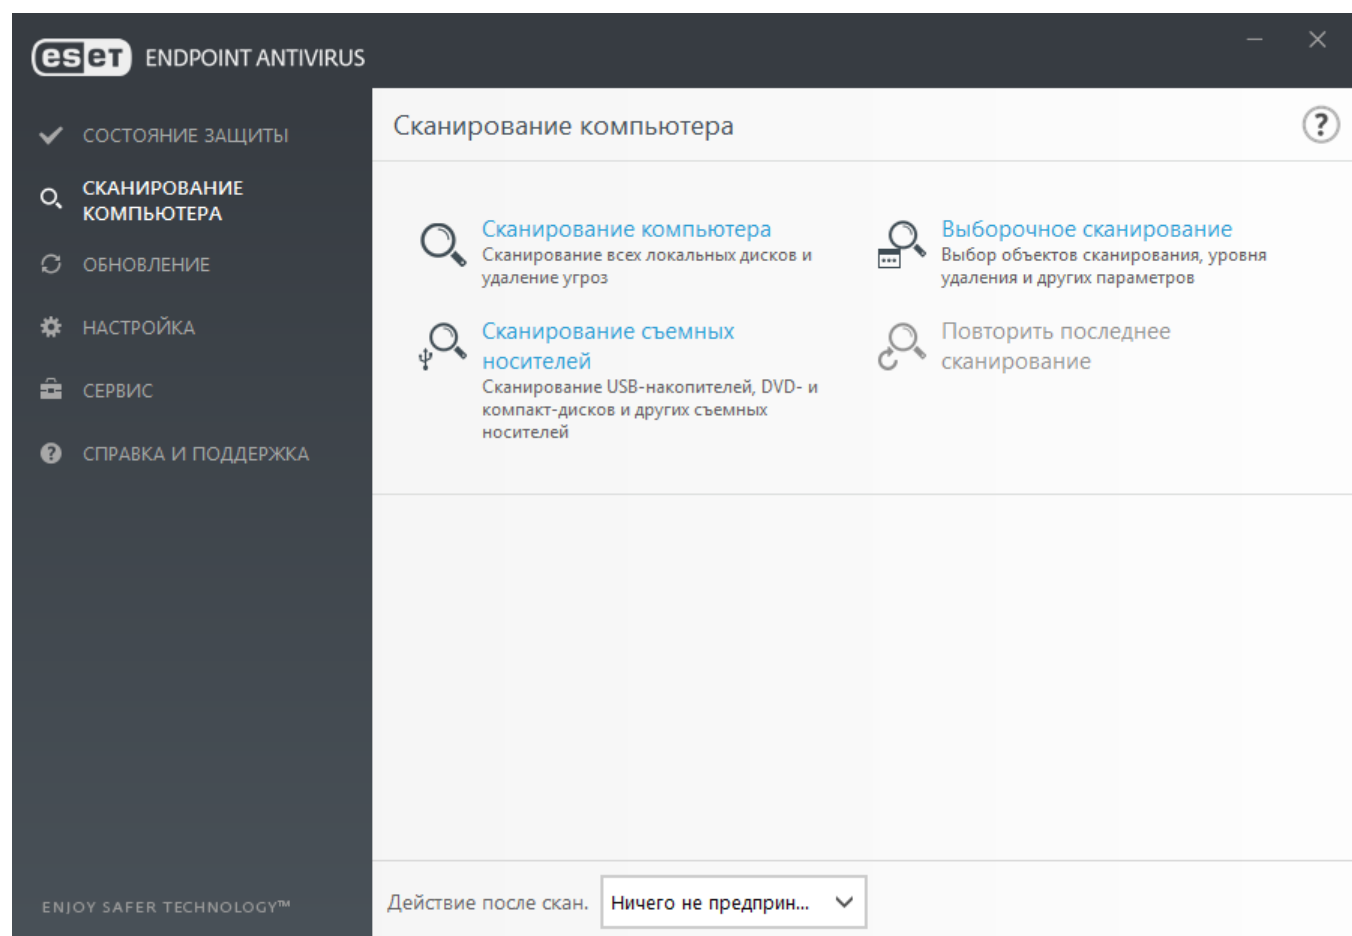 eset ENDPOINT ANTIVIRUS
СОСТОЯНИЕ ЗАЩИТЫ
СКАНИРОВАНИЕ
КОМПЬЮТЕРА
ОБНОВЛЕНИЕ
НАСТРОЙКА
СЕРВИС
СПРАВКА И ПОДДЕРЖКА
ENJOY SAFER TECHNOLOGY™
Сканирование компьютера
?
Сканирование компьютера
Сканирование всех локальных дисков и
удаление угроз
Выборочное сканирование
Выбор объектов сканирования, уровня
удаления и других параметров
Сканирование съемных
носителей
Сканирование USB-накопителей, DVD- и
компакт-дисков и других съемных
носителей
Повторить последнее
сканирование
Действие после скан. Ничего не предприн...